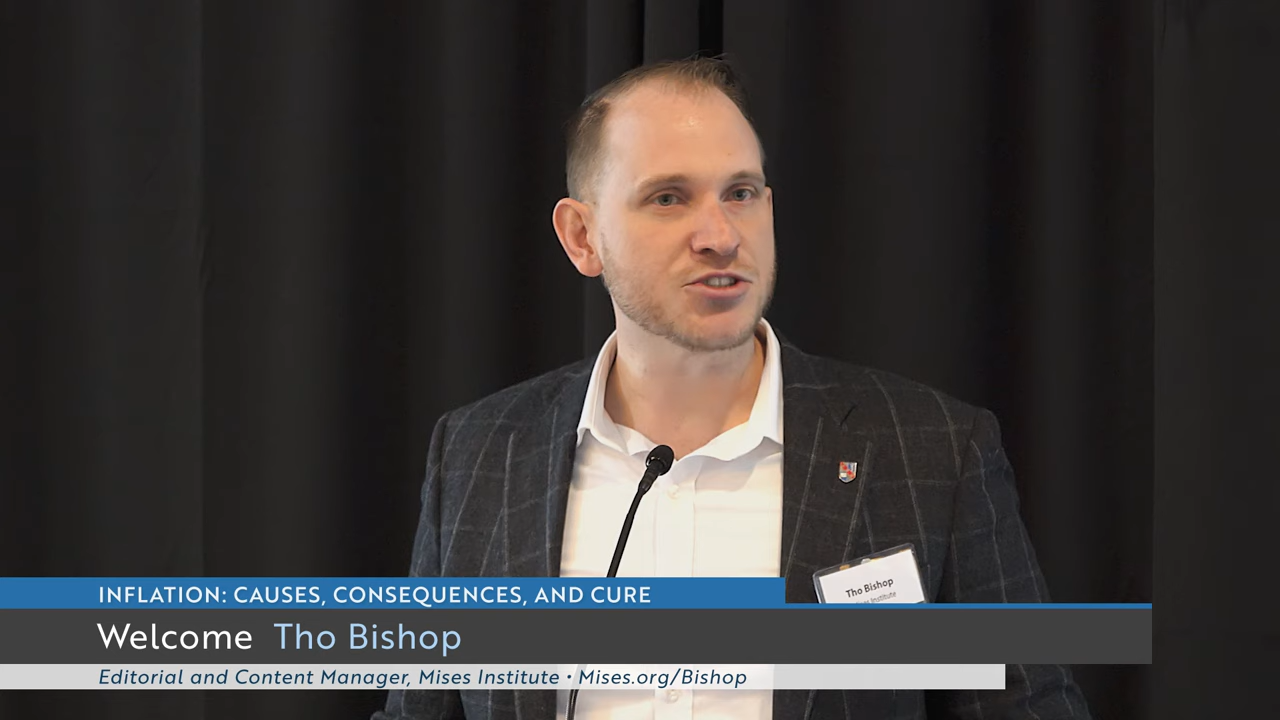 Tho Bishop
Institute
INFLATION: CAUSES, CONSEQUENCES, AND CURE
Welcome Tho Bishop
Editorial and Content Manager, Mises Institute • Mises.org/Bishop